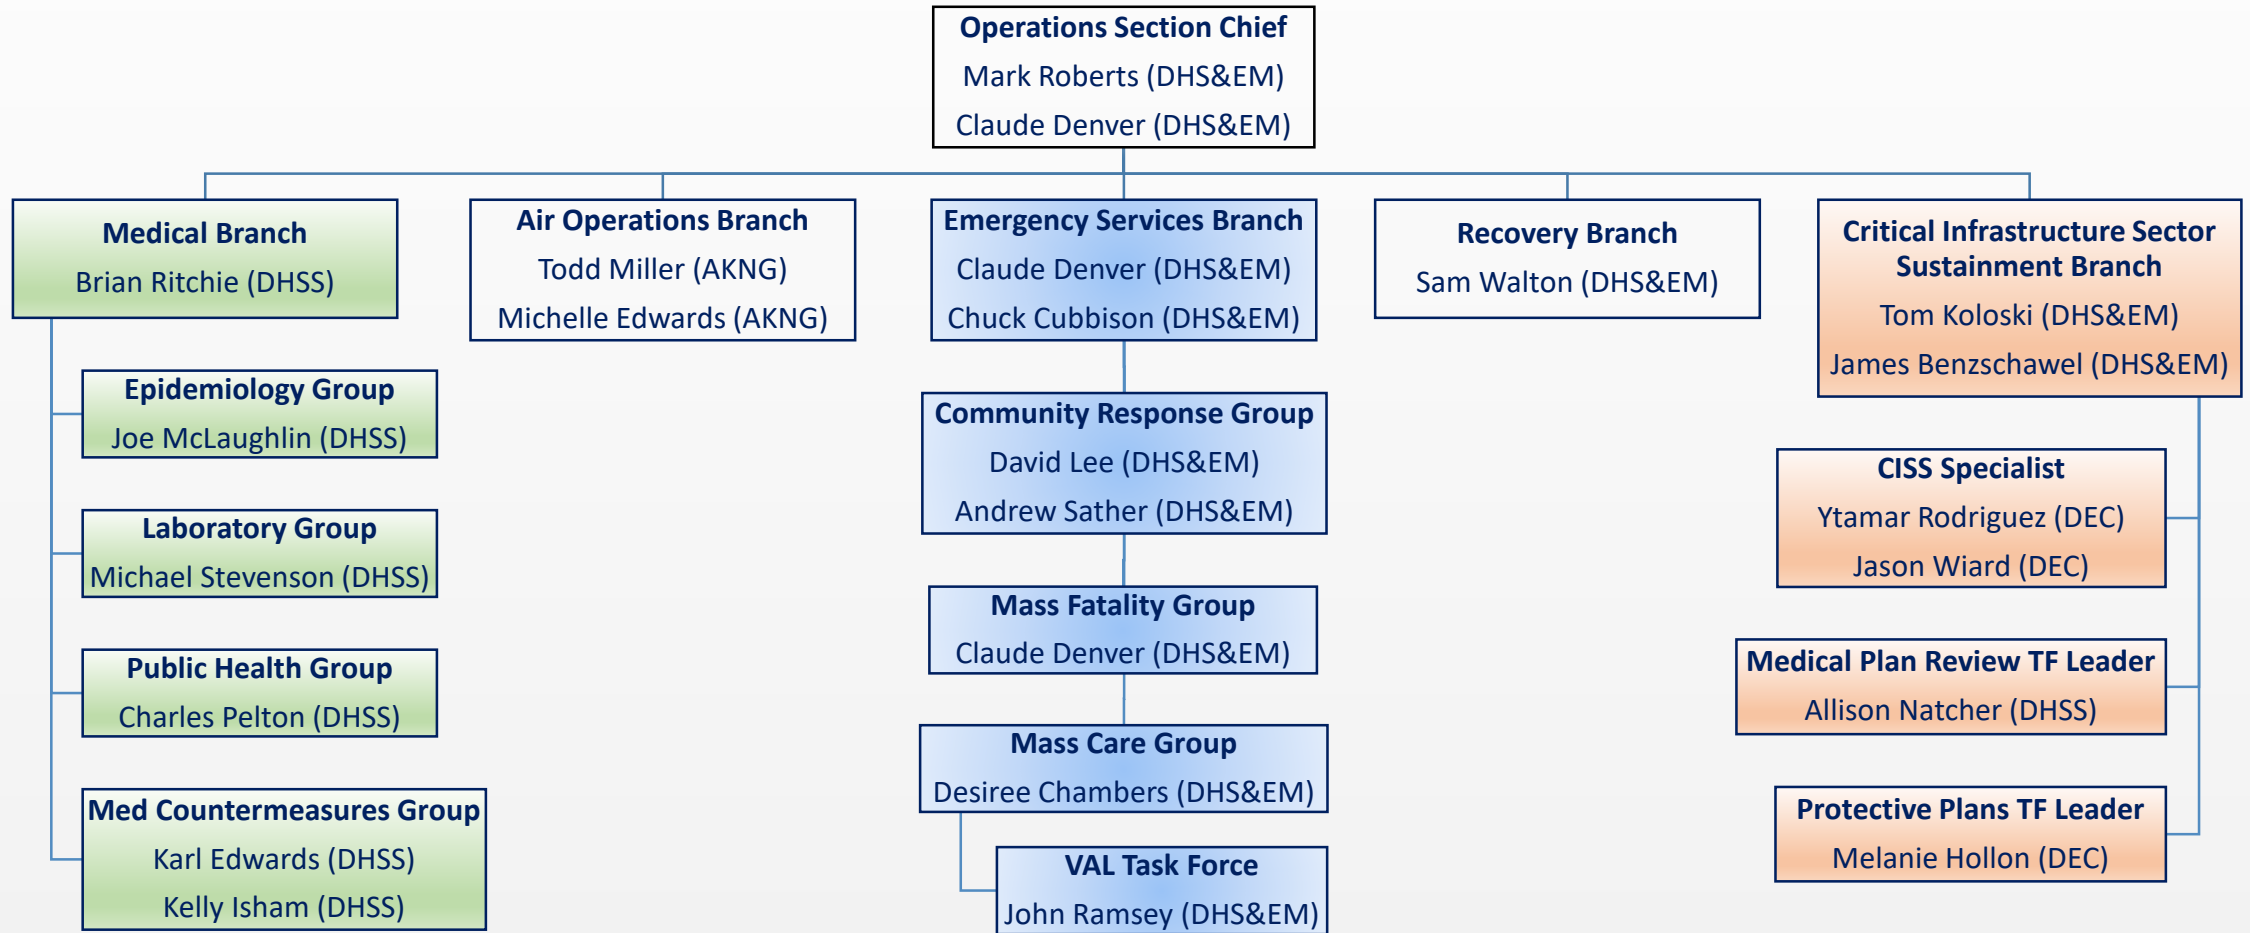 Operations Section Chief
Mark Roberts (DHS&EM)
Claude Denver (DHS&EM)
Medical Branch
Brian Ritchie (DHSS)
Air Operations Branch
Todd Miller (AKNG)
Michelle Edwards (AKNG)
Emergency Services Branch
Claude Denver (DHS&EM)
Chuck Cubbison (DHS&EM)
Recovery Branch
Sam Walton (DHS&EM)
Critical Infrastructure Sector
Sustainment Branch
Tom Koloski (DHS&EM)
James Benzschawel (DHS&EM)
Epidemiology Group
Joe McLaughlin (DHSS)
Laboratory Group
Michael Stevenson (DHSS)
Public Health Group
Charles Pelton (DHSS)
Med Countermeasures Group
Karl Edwards (DHSS)
Kelly Isham (DHSS)
Community Response Group
David Lee (DHS&EM)
Andrew Sather (DHS&EM)
Mass Fatality Group
Claude Denver (DHS&EM)
Mass Care Group
Desiree Chambers (DHS&EM)
VAL Task Force
John Ramsey (DHS&EM)
CISS Specialist
Ytamar Rodriguez (DEC)
Jason Wiard (DEC)
Medical Plan Review TF Leader
Allison Natcher (DHSS)
Protective Plans TF Leader
Melanie Hollon (DEC)